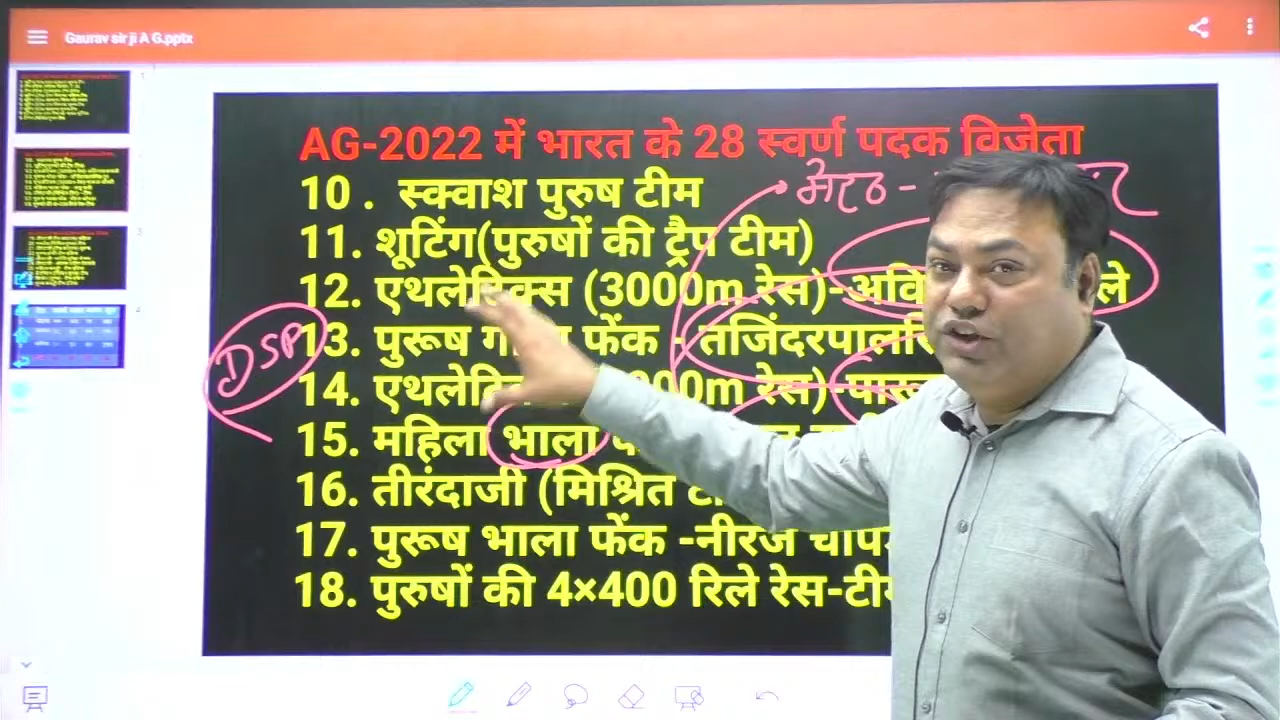 Gaurav sir ji A G.pptx
AG-2022 में भारत के 28 स्वर्ण पदक विजेता
10 . स्क्वाश पुरुष टीम
मेरठ -
11. शूटिंग(पुरुषों की ट्रैप टीम)
12. एथलेटिक्स (3000m रेस)-अवि ले
DSP
13. पुरूष गोला फेंक - तजिंदरपाल
14. एथलेटि 00m रेस)-पारू
15. महिला भाला
16. तीरंदाजी (मिश्रित
17. पुरूष भाला फेंक -नीरज चोप
18. पुरुषों की 4×400 रिले रेस-टीम